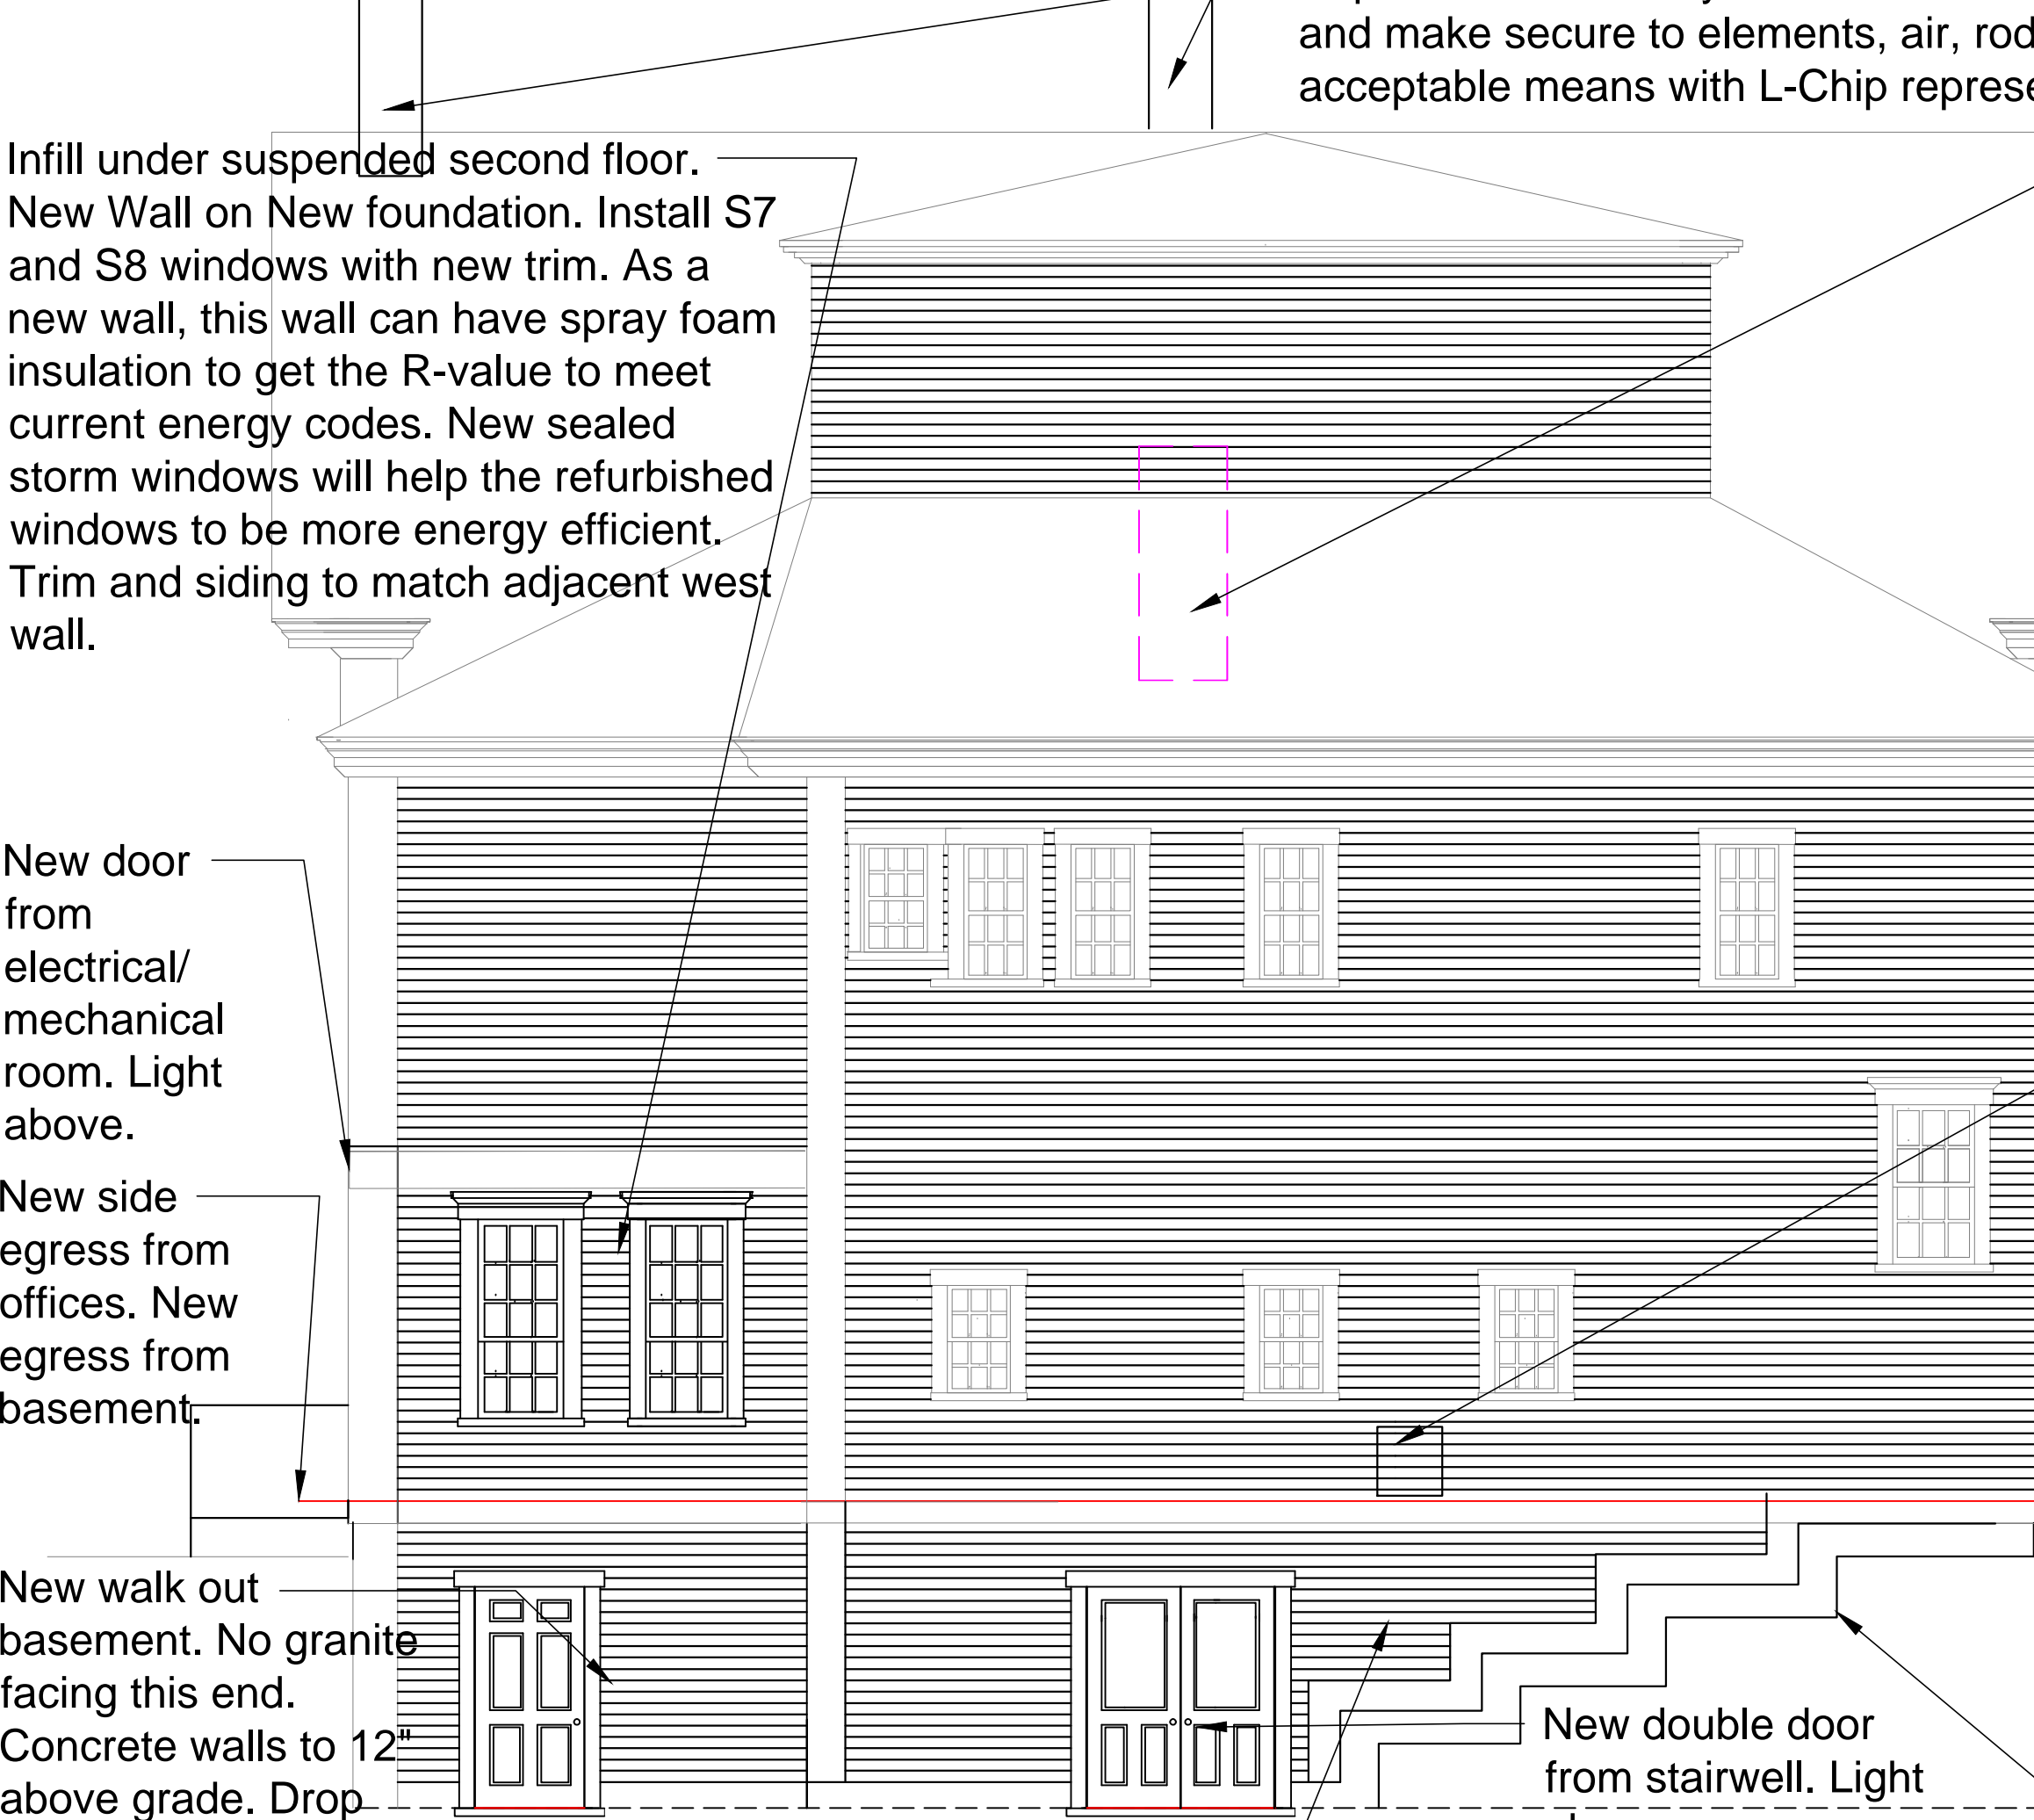 and make secure to elements, air,
acceptable means with L-Chip
Infill under suspended second floor.
New Wall on New foundation. Install S7
and S8 windows with new trim. As a
new wall, this wall can have spray foam
insulation to get the R-value to meet
current energy codes. New sealed
storm windows will help the refurbished
windows to be more energy efficient.
Trim and siding to match adjacent west
wall.
New door
from
electrical/
mechanical
room. Light
above.
New side
egress from
offices. New
egress from
basement.
New walk out
basement. No granite
facing this end.
Concrete walls to 12"
above grade. Drop
New double door
from stairwell. Light